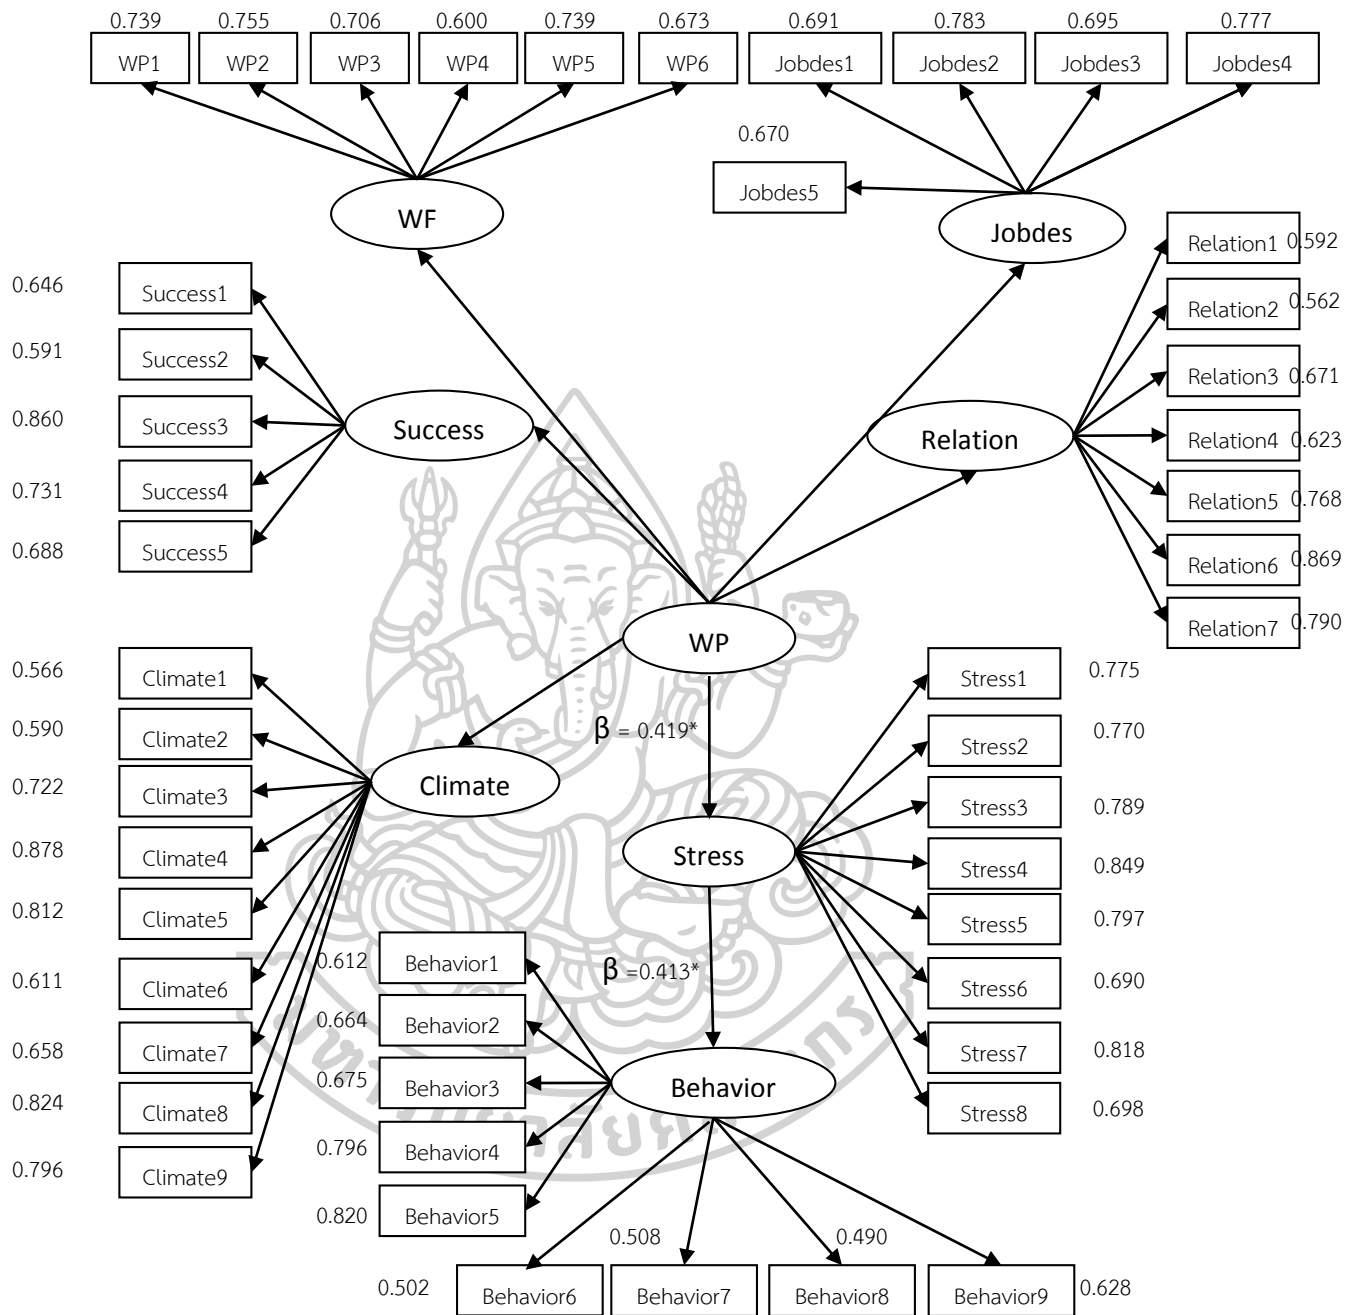 0.739 0.755 0.706 0.600 0.739 0.673 0.691 0.783 0.695 0.777
WP1 WP2 WP3 WP4 WP5 WP6 Jobdes1 Jobdes2 Jobdes3 Jobdes4
0.670
Jobdes5
WF
Jobdes
Relation1 0.592
Relation2 0.562
Relation3 0.671
Relation4 0.623
Relation5 0.768
Relation6 0.869
Relation7 0.790
0.646 Success1
0.591 Success2
0.860 Success3
0.731 Success4
0.688 Success5
Success
Relation
WP
0.566 Climate1
0.590 Climate2
0.722 Climate3
0.878 Climate4
0.812 Climate5
0.611 Climate6
0.658 Climate7
0.824 Climate8
0.796 Climate9
Climate
β = 0.419*
Stress
Stress1 0.775
Stress2 0.770
Stress3 0.789
Stress4 0.849
Stress5 0.797
Stress6 0.690
Stress7 0.818
Stress8 0.698
β =0.413*
0.612 Behavior1
0.664 Behavior2
0.675 Behavior3
0.796 Behavior4
0.820 Behavior5
Behavior
0.508 0.490
0.502 Behavior6 Behavior7 Behavior8 Behavior9 0.628